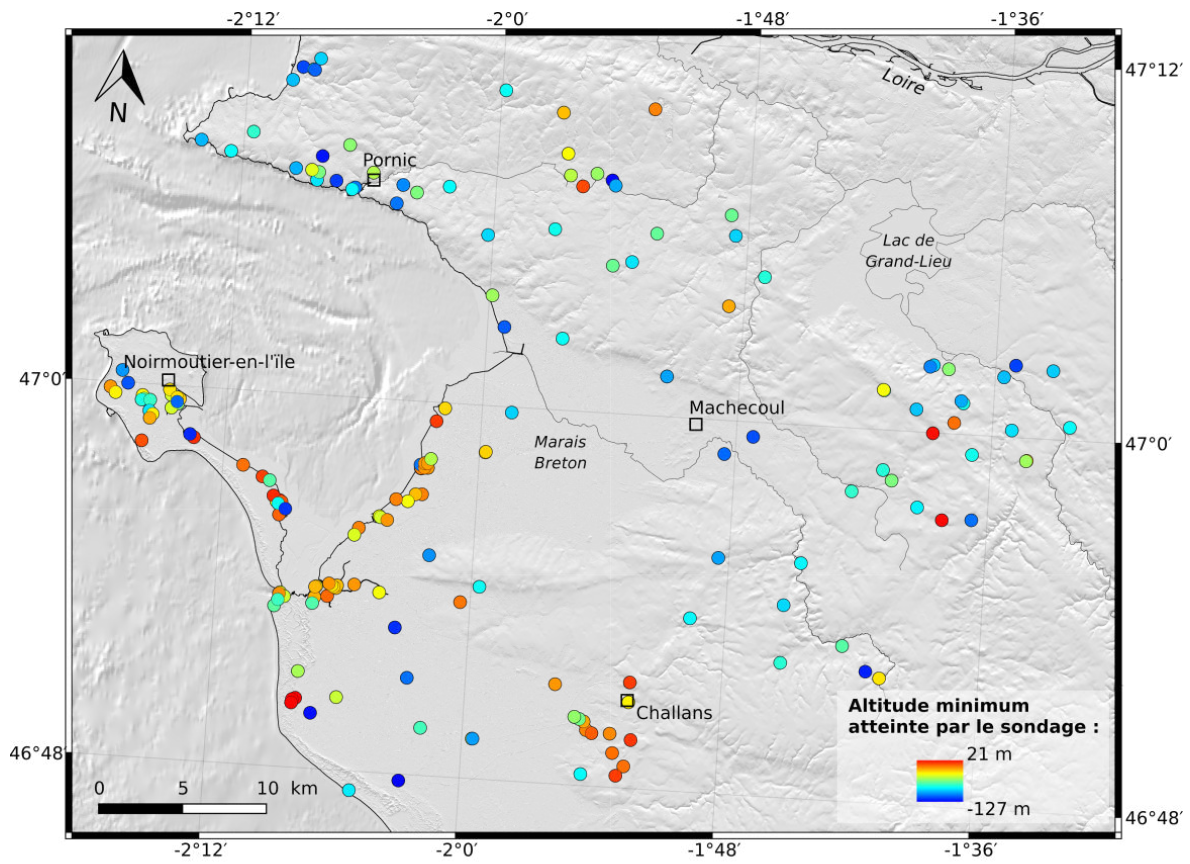 -2°12′
-2°0′
-1°48′
-1°36′
47°12′
47°12′
N
Loire
Pornic
Lac de
Grand-Lieu
Noirmoutier-en-l'île
47°0′
Machecoul
47°0′
Marais
Breton
Challans
Altitude minimum
atteinte par le sondage :
21 m
-127 m
46°48′
46°48′
0 5 10 km
-2°12′
-2°0′
-1°48′
-1°36′